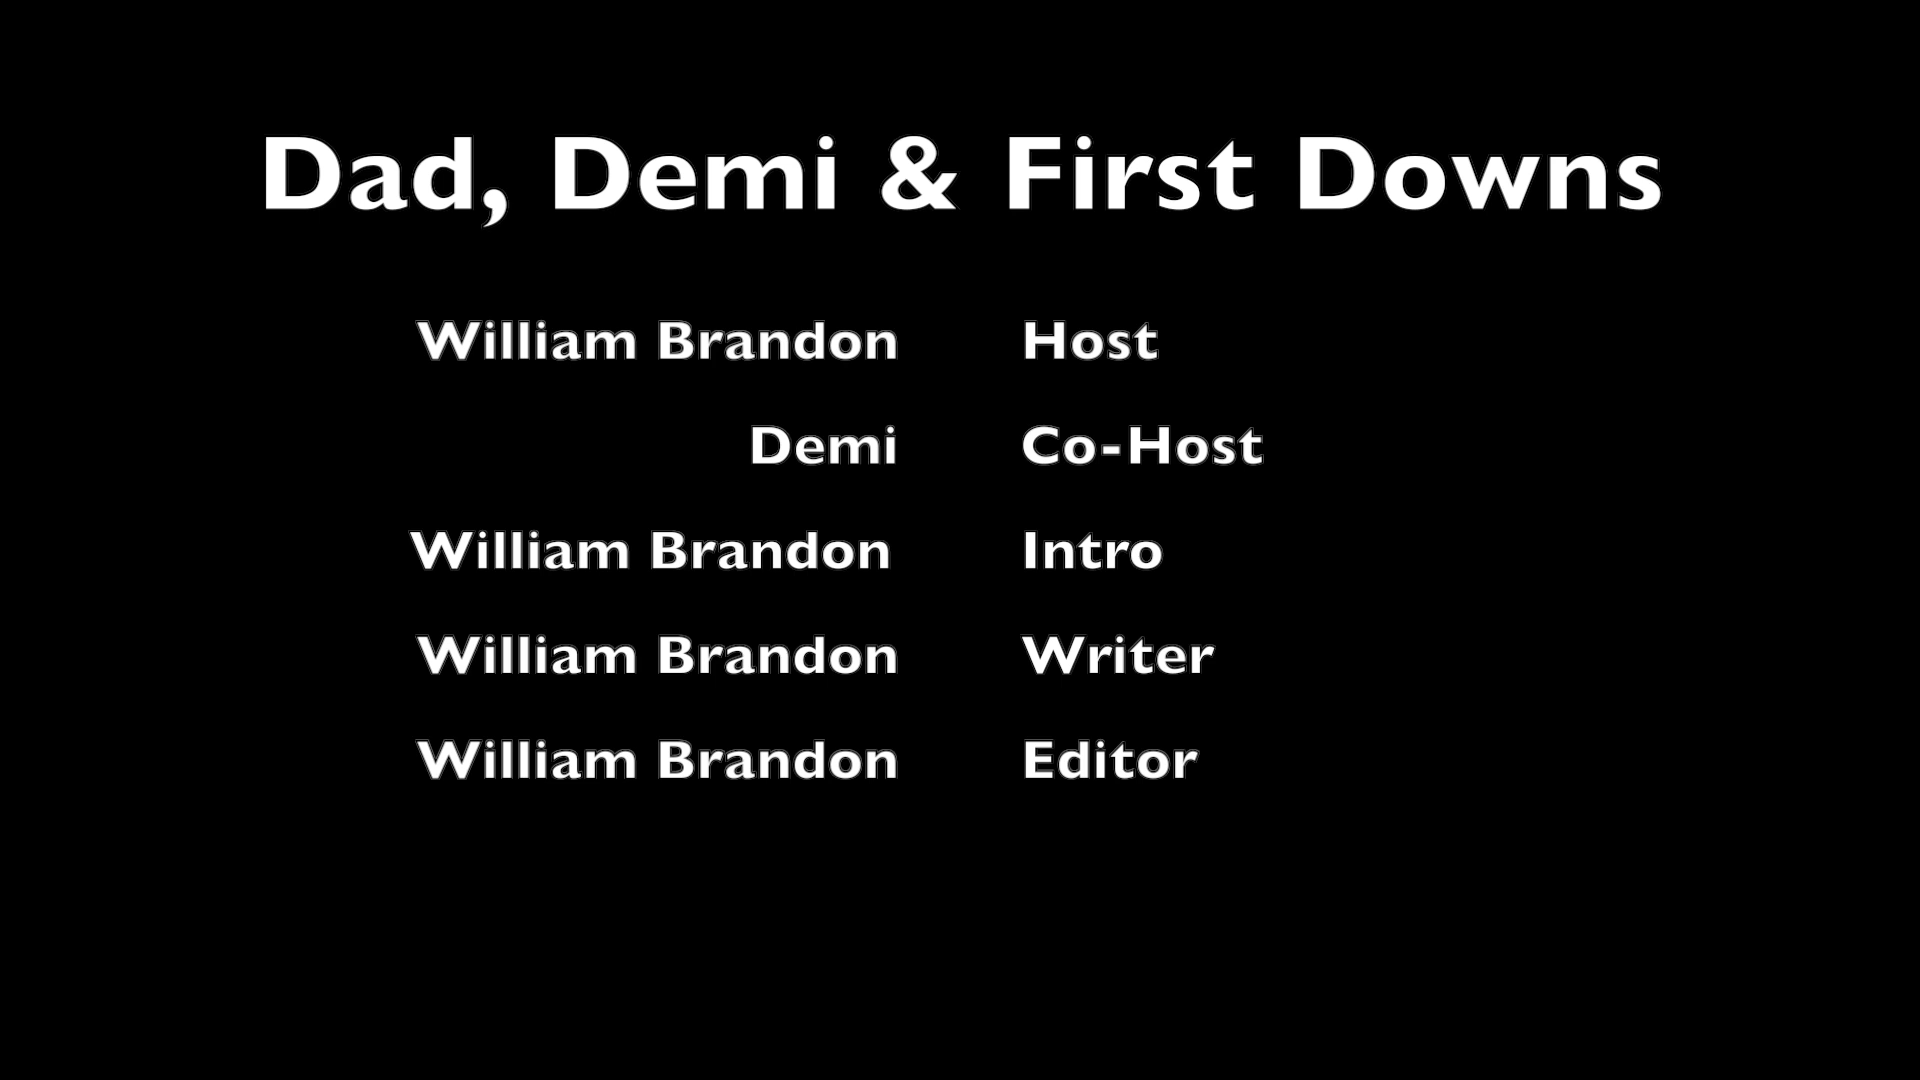 Dad, Demi & First Downs
William Brandon Host
Demi Co-Host
William Brandon Intro
William Brandon Writer
William Brandon Editor